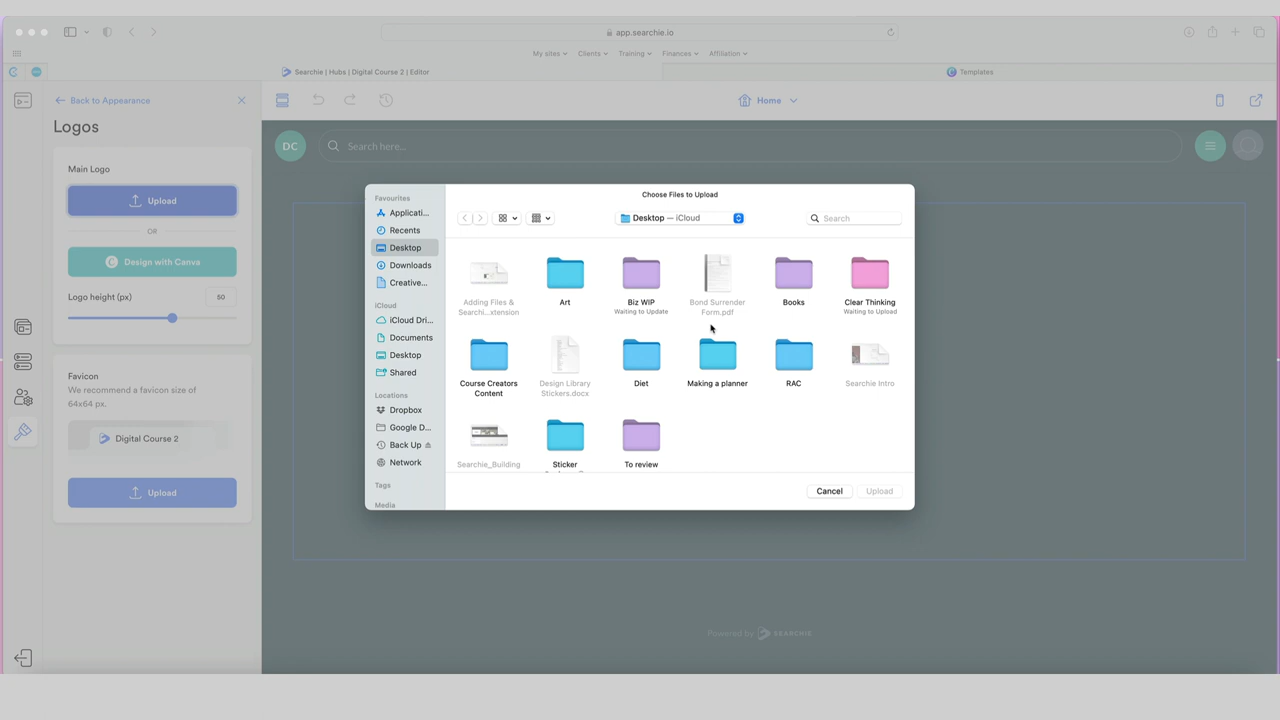 app.searchie.io
My sites
Clients
Training
Finances
Affiliation
Searchie | Hubs | Digital Course 2 | Editor
Templates
Back to Appearance
Home
Logos
DC
Search here...
Main Logo
Upload
OR
Design with Canva
Logo height (px)
50
Favicon
We recommend a favicon size of
64x64 px.
Digital Course 2
Upload
Choose Files to Upload
Favourites
Applicati...
Recents
Desktop
Downloads
Creative...
iCloud
iCloud Dri...
Documents
Desktop
Shared
Locations
Dropbox
Google D...
Back Up
Network
Tags
Media
Desktop — iCloud
Search
Adding Files &
Searchi...xtension
Art
Biz WIP
Waiting to Update
Bond Surrender
Form.pdf
Books
Clear Thinking
Waiting to Upload
Course Creators
Content
Design Library
Stickers.docx
Diet
Making a planner
RAC
Searchie Intro
Searchie_Building
Sticker
To review
Cancel
Upload
Powered by SEARCHIE